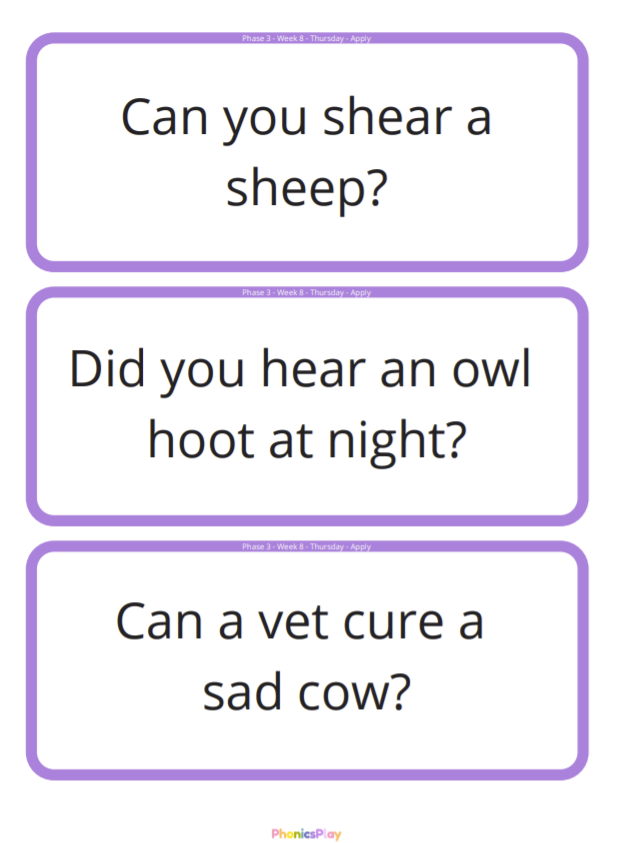 Phase 3 - Week 8 - Thursday - Apply
Can you shear a
sheep?
Phase 3 - Week 8 - Thursday - Apply
Did you hear an owl
hoot at night?
Phase 3 - Week 8 - Thursday - Apply
Can a vet cure a
sad cow?
PhonicsPlay